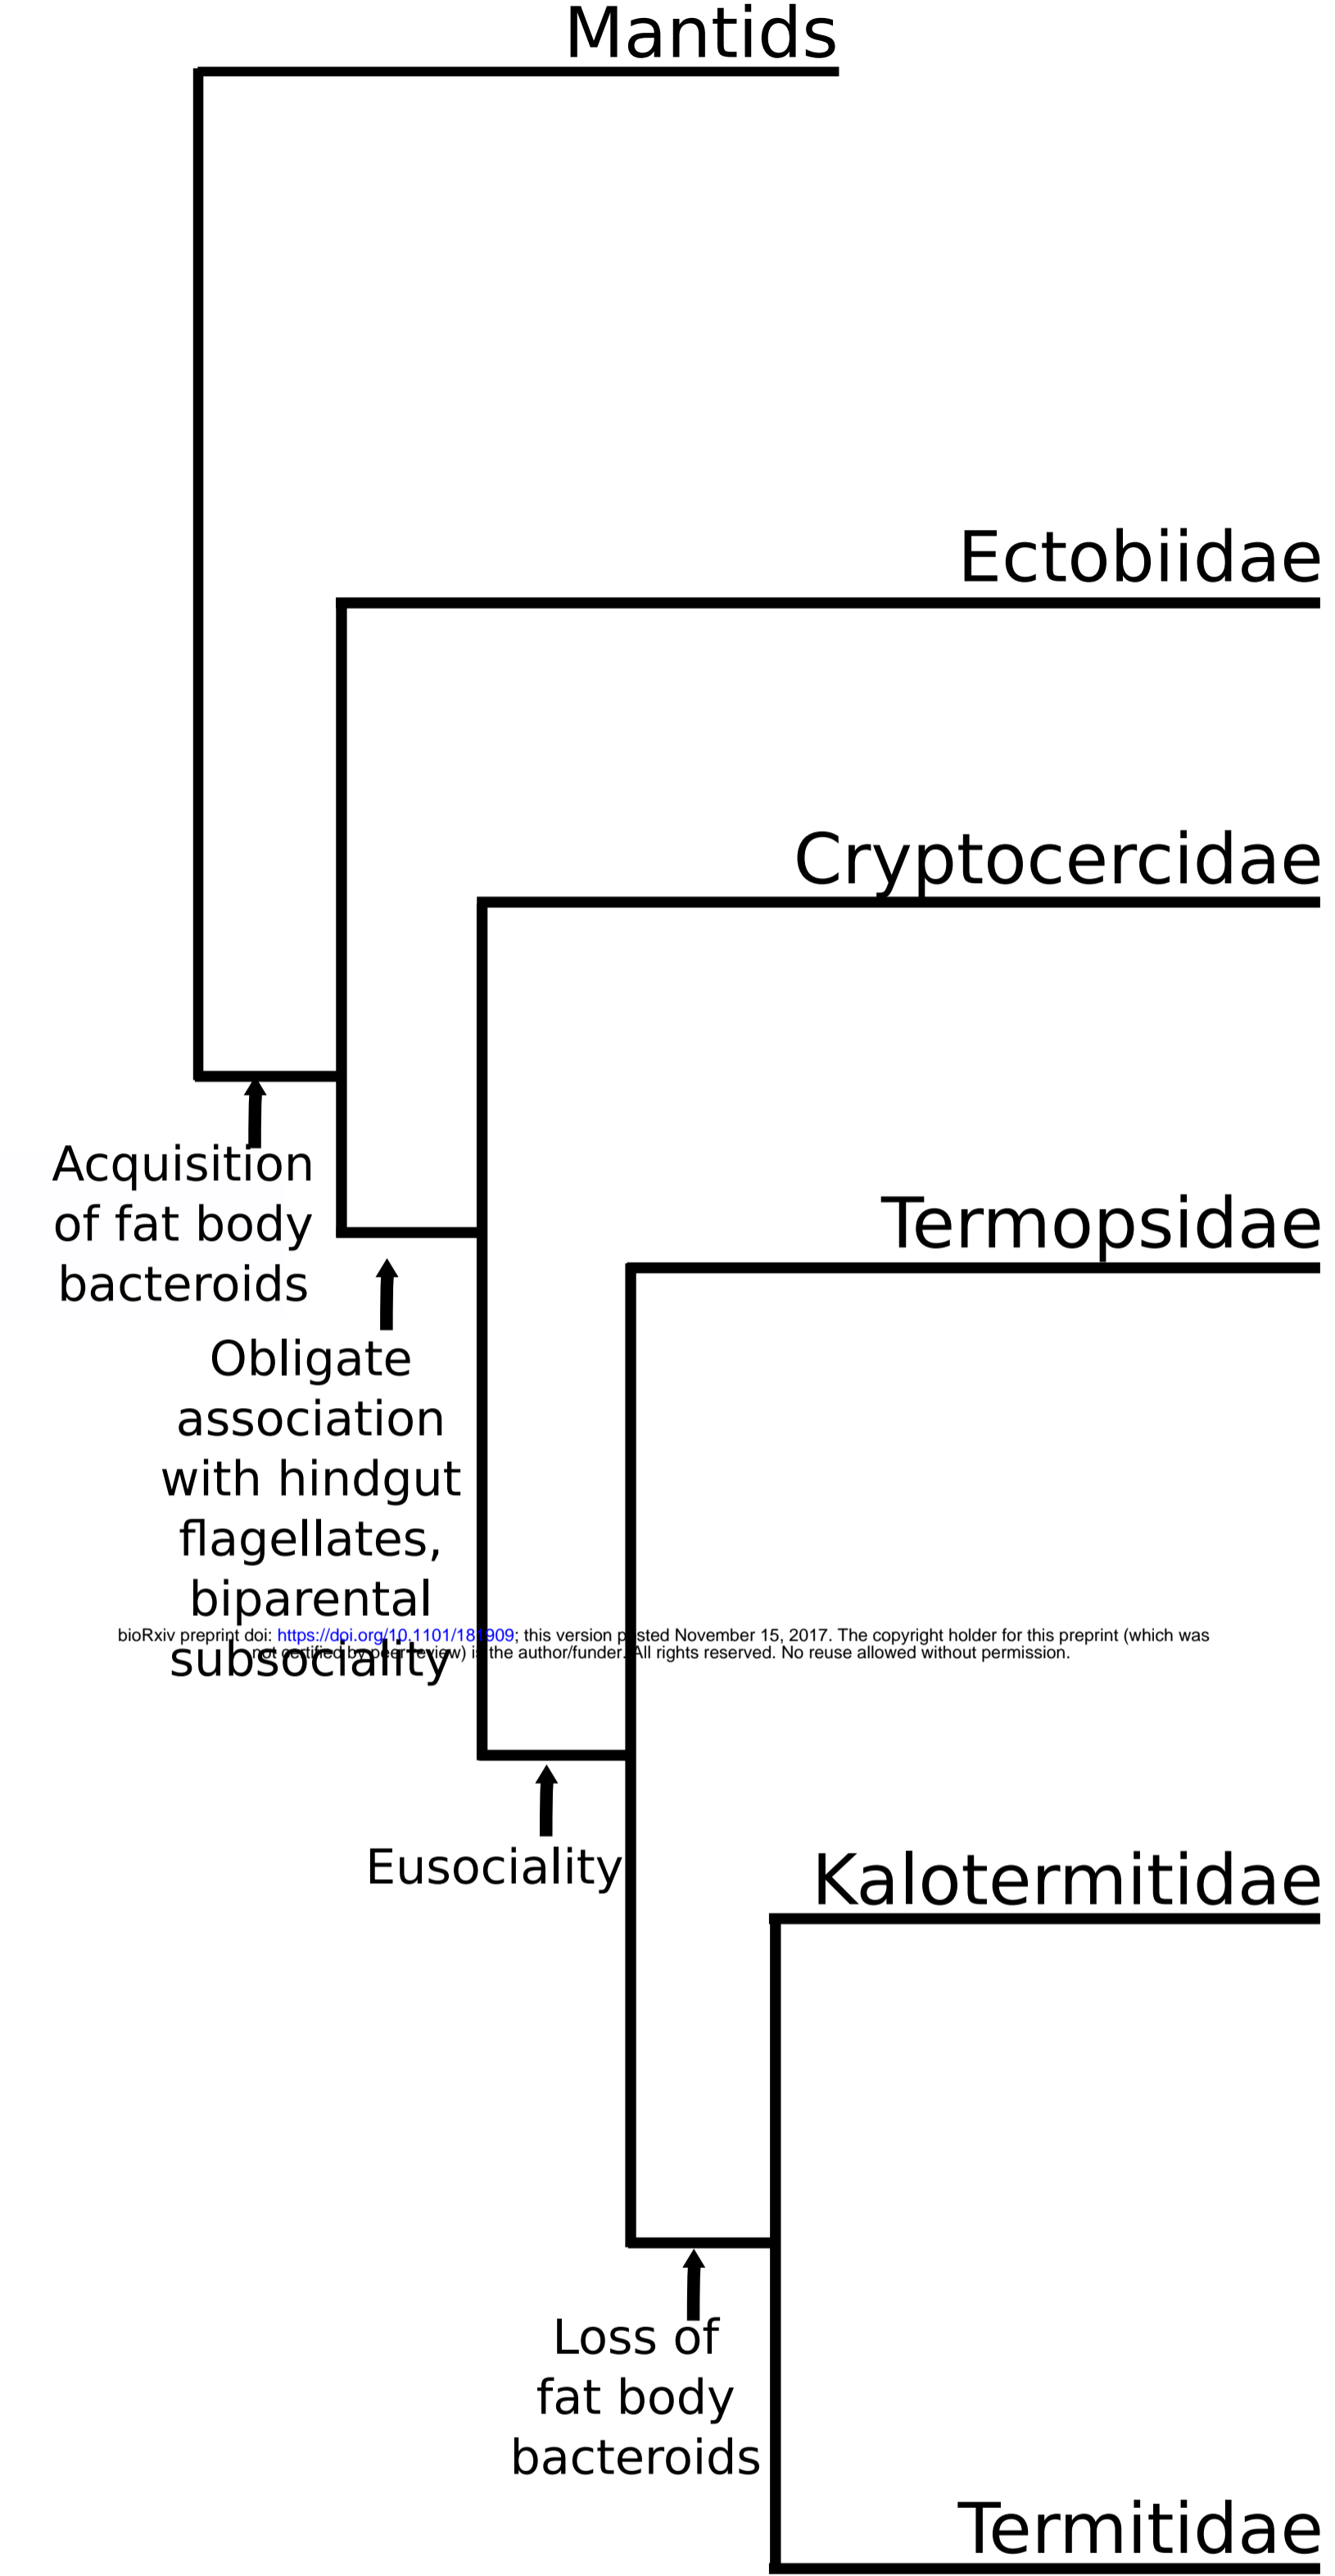 Mantids
Ectobiidae
Cryptocercidae
Acquisition
of fat body
bacteroids
Termopsidae
Obligate
association
with hindgut
flagellates,
biparental
subsociality
bioRxiv preprint doi: https://doi.org/10.1101/181909; this version posted November 15, 2017. The copyright holder for this preprint (which was
not certified by peer review) is the author/funder. All rights reserved. No reuse allowed without permission.
Eusociality
Kalotermitidae
Loss of
fat body
bacteroids
Termitidae